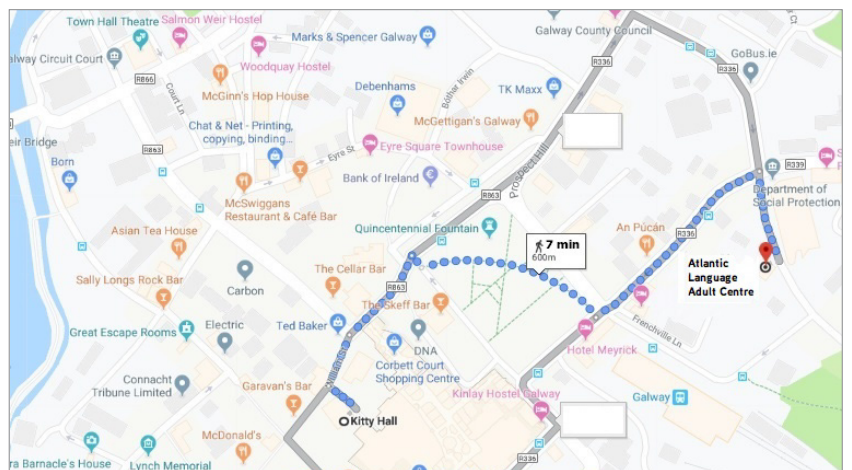 Town Hall Theatre
Salmon Weir Hostel
Marks & Spencer Galway
Galway County Council
R336
GoBus.ie
R336
alway Circuit Court
R866
Woodquay Hostel
McGinn's Hop House
Debenhams
Bóthar Irwin
TK Maxx
Court Ln
McGettigan's Galway
eir Bridge
R863
Chat & Net - Printing,
copying, binding...
Eyre St
Eyre Square Townhouse
Prospect Hill
R339
Born
Bank of Ireland
R863
Department of
Social Protection
McSwiggans
Restaurant & Café Bar
Quincentennial Fountain
An Púcán
R336
Asian Tea House
7 min
600m
Atlantic
Language
Adult Centre
Sally Longs Rock Bar
The Cellar Bar
R863
Carbon
The Skeff Bar
Frenchville Ln
Great Escape Rooms
Electric
Ted Baker
DNA
Hotel Meyrick
Corbett Court
Shopping Centre
Connacht
Tribune Limited
Garavan's Bar
Kinlay Hostel Galway
Galway
Kitty Hall
McDonald's
ra Barnacle's House
Lynch Memorial
R336